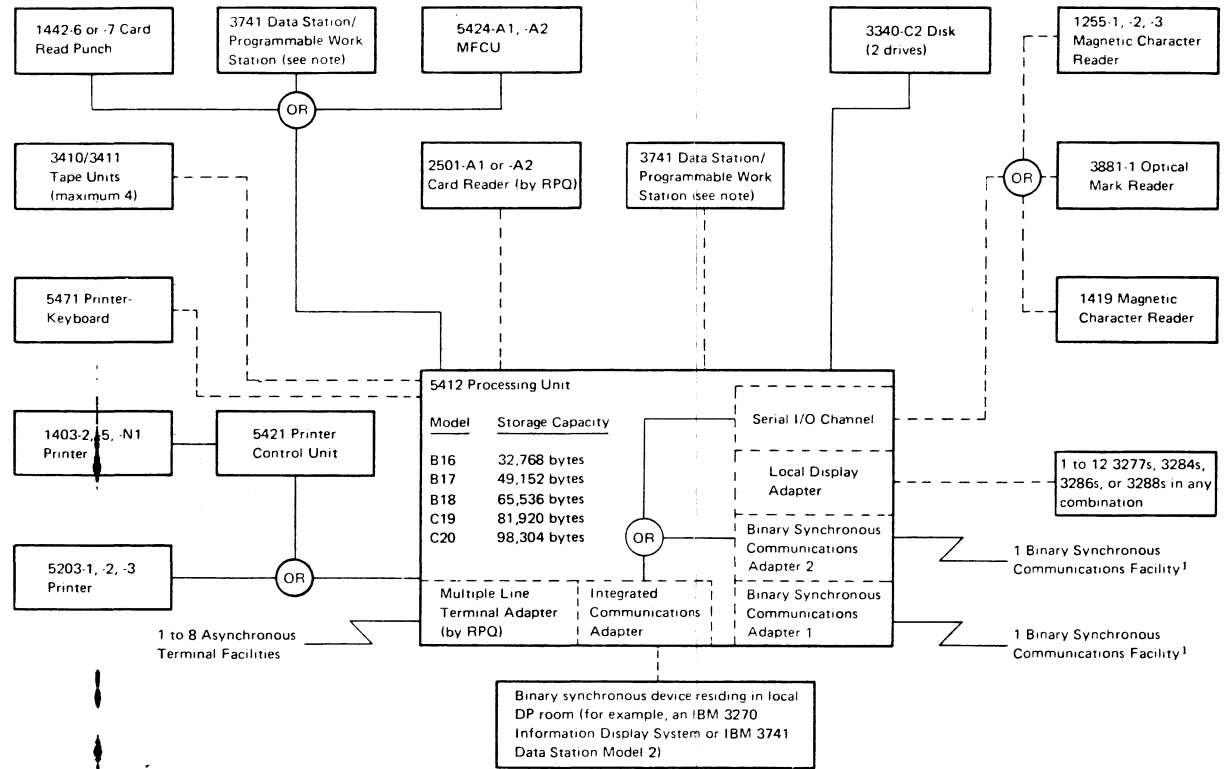 1442-6 or -7 Card
Read Punch
3741 Data Station/
Programmable Work
Station (see note)
5424-A1, -A2
MFCU
3340-C2 Disk
(2 drives)
1255-1, -2, -3
Magnetic Character
Reader
OR
3410/3411
Tape Units
(maximum 4)
2501-A1 or -A2
Card Reader (by RPQ)
3741 Data Station/
Programmable Work
Station (see note)
OR
3881-1 Optical
Mark Reader
5471 Printer-
Keyboard
1419 Magnetic
Character Reader
5412 Processing Unit
Model Storage Capacity
B16 32,768 bytes
B17 49,152 bytes
B18 65,536 bytes
C19 81,920 bytes
C20 98,304 bytes
Serial I/O Channel
Local Display
Adapter
OR
Binary Synchronous
Communications
Adapter 2
Multiple Line
Terminal Adapter
(by RPQ)
Integrated
Communications
Adapter
Binary Synchronous
Communications
Adapter 1
1403-2, -5, -N1
Printer
5421 Printer
Control Unit
5203-1, -2, -3
Printer
OR
1 to 12 3277s, 3284s,
3286s, or 3288s in any
combination
1 Binary Synchronous
Communications Facility¹
1 to 8 Asynchronous
Terminal Facilities
1 Binary Synchronous
Communications Facility¹
Binary synchronous device residing in local
DP room (for example, an IBM 3270
Information Display System or IBM 3741
Data Station Model 2)